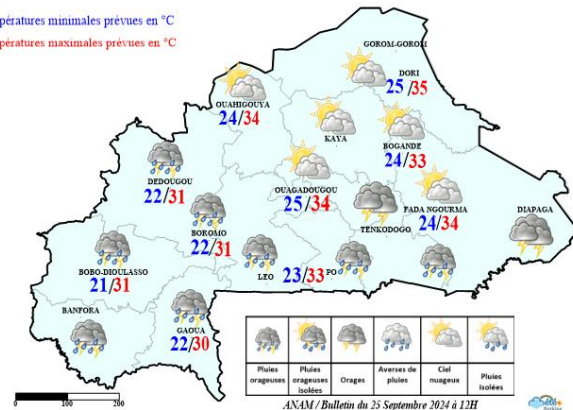 pératures minimales prévues en °C
pératures maximales prévues en °C
GOROM-GOROM
DORI
25/35
OUAHIGOUYA
24/34
KAYA
BOGANDE
24/33
DEDOUGOU
22/31
OUAGADOUGOU
25/34
FADA NGOURMA
24/34
TENKODOGO
DIAPAGA
BOROMO
22/31
BOBO-DIOULASSO
21/31
LEO
23/33
PO
BANFORA
GAOUA
22/30
Pluies orageuses
Pluies orageuses isolées
Orages
Averses de pluies
Ciel nuageux
Pluies isolées
0 100 200
ANAM / Bulletin du 25 Septembre 2024 à 12H